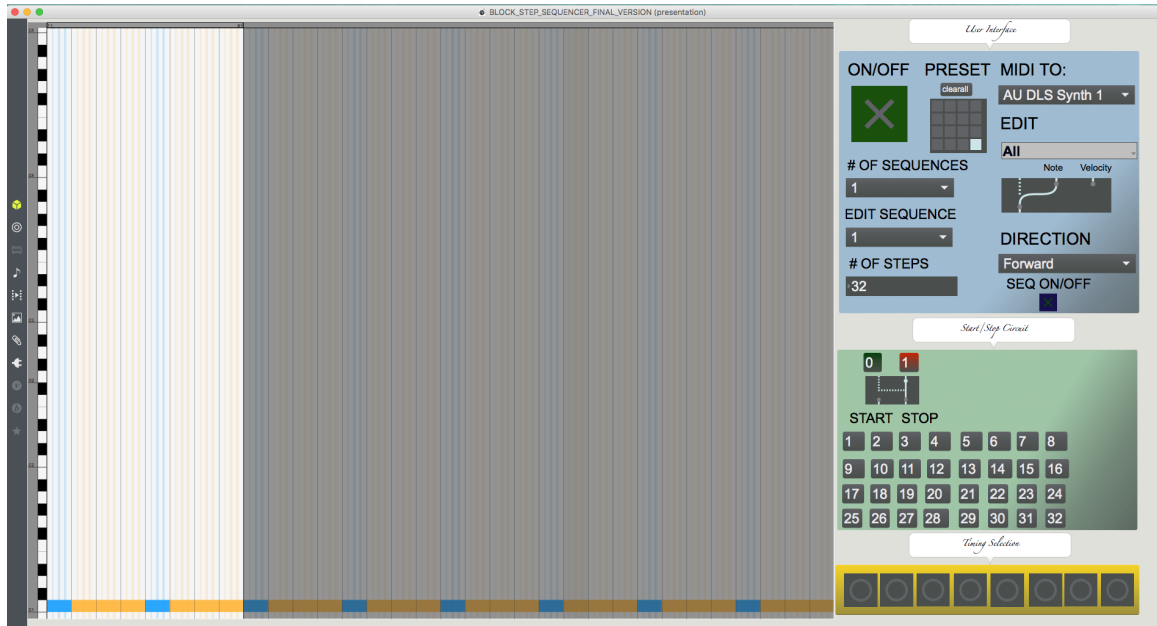 BLOCK_STEP_SEQUENCER_FINAL_VERSION (presentation)
User Interface
ON/OFF PRESET MIDI TO:
clearall
AU DLS Synth 1
EDIT
All
# OF SEQUENCES
Note Velocity
1
EDIT SEQUENCE
1
DIRECTION
# OF STEPS
Forward
32
SEQ ON/OFF
Start/Stop Circuit
0 1
START STOP
1 2 3 4 5 6 7 8
9 10 11 12 13 14 15 16
17 18 19 20 21 22 23 24
25 26 27 28 29 30 31 32
Timing Selection